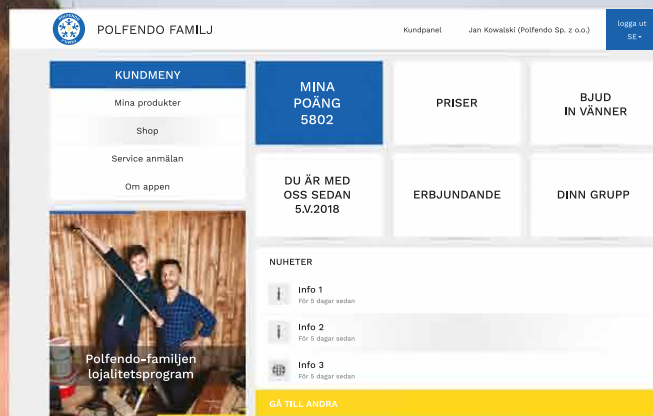 POLFENDO FAMILJ
Kundpanel
Jan Kowalski (Polfendo Sp. z o.o.)
logga ut
SE
KUNDMENY
Mina produkter
Shop
Service anmälan
Om appen
MINA
POÄNG
5802
PRISER
BJUD
IN VÄNNER
DU ÄR MED
OSS SEDAN
5.V.2018
ERBJUNDANDE
DINN GRUPP
Polfendo-familjen
lojalitetsprogram
NUHETER
Info 1
För 5 dagar sedan
Info 2
För 5 dagar sedan
Info 3
För 5 dagar sedan
GÅ TILL ANDRA